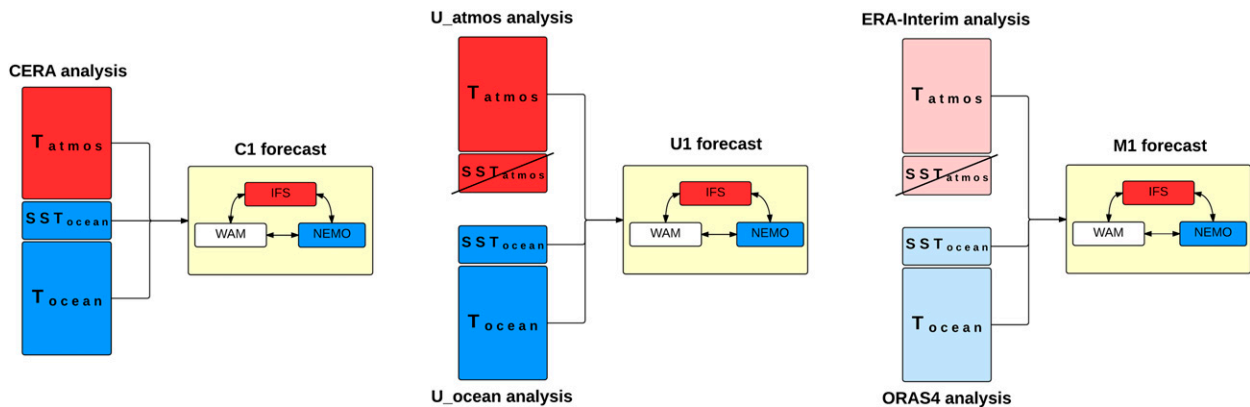 CERA analysis
T atmos
SST ocean
T ocean
C1 forecast
IFS
WAM
NEMO
U_atmos analysis
T atmos
SST atmos
SST ocean
T ocean
U_ocean analysis
U1 forecast
IFS
WAM
NEMO
ERA-Interim analysis
T atmos
SST atmos
SST ocean
T ocean
ORAS4 analysis
M1 forecast
IFS
WAM
NEMO